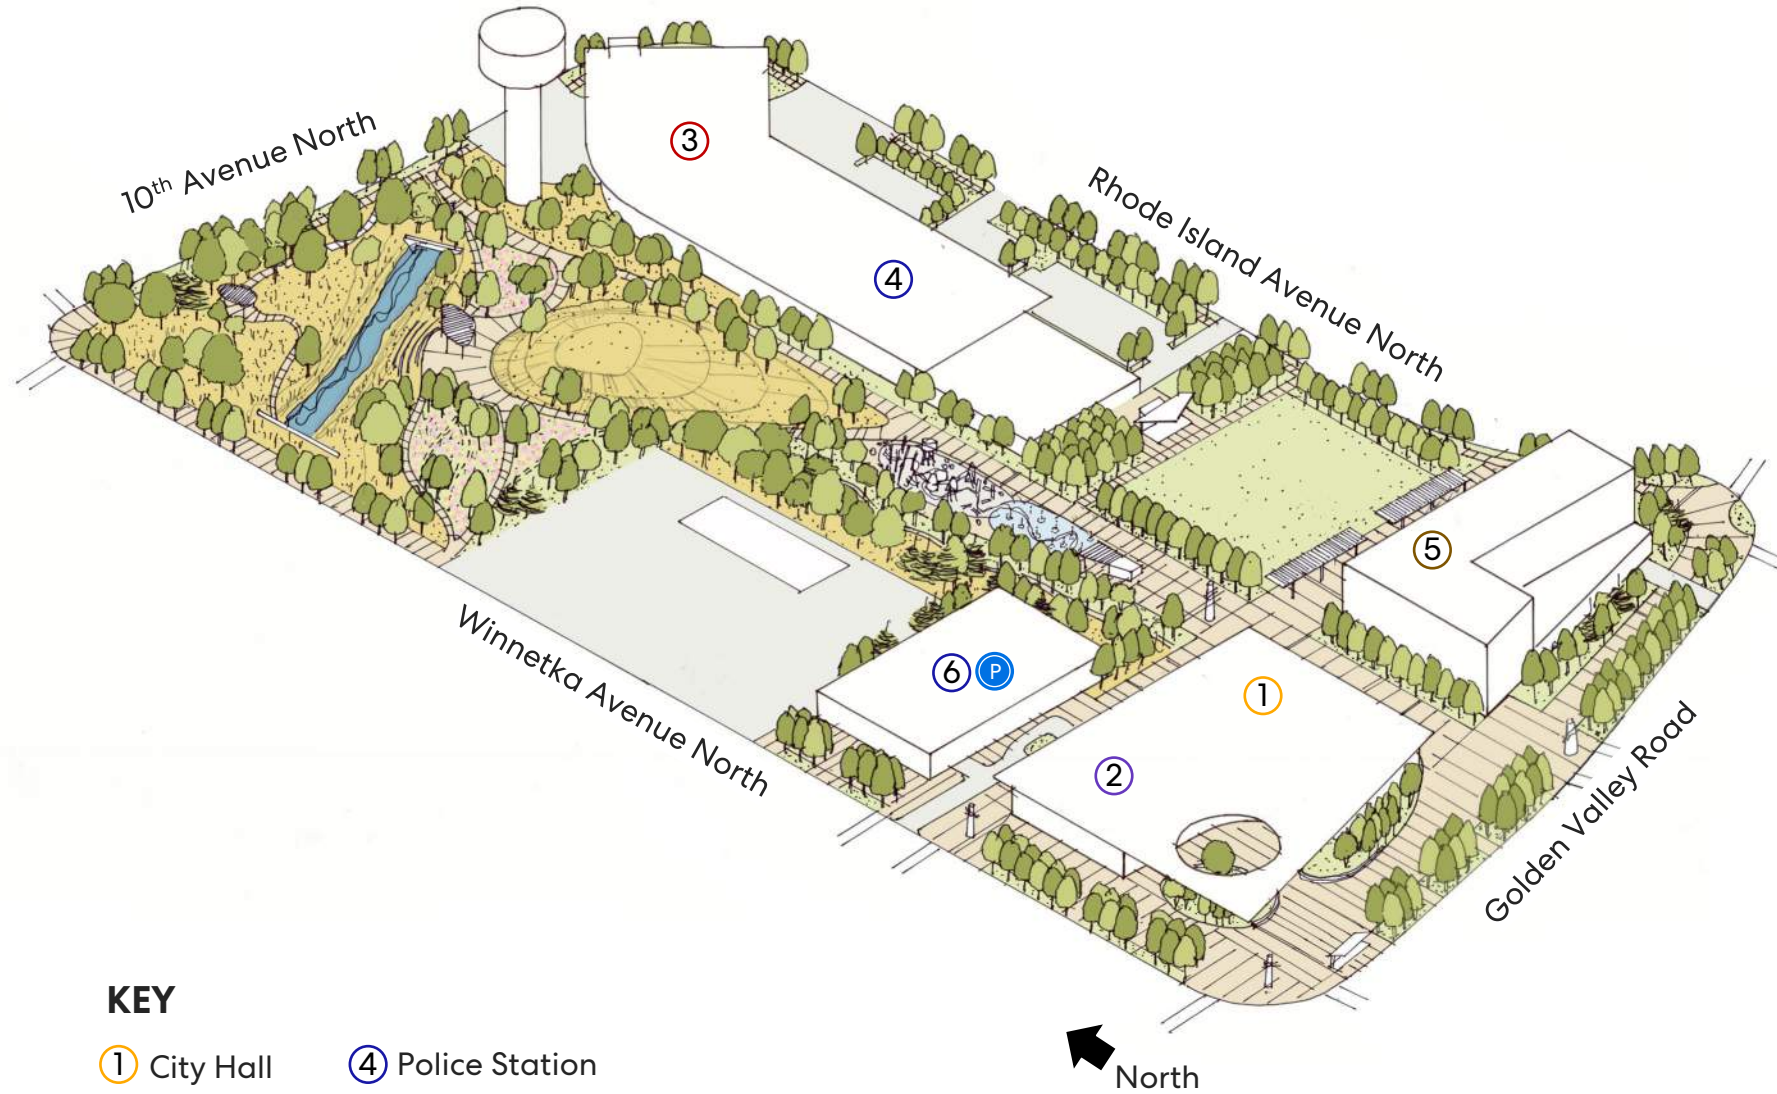 10th Avenue North
Rhode Island Avenue North
3
4
5
6 P
1
2
Winnetka Avenue North
Golden Valley Road
KEY
1 City Hall
4 Police Station
North